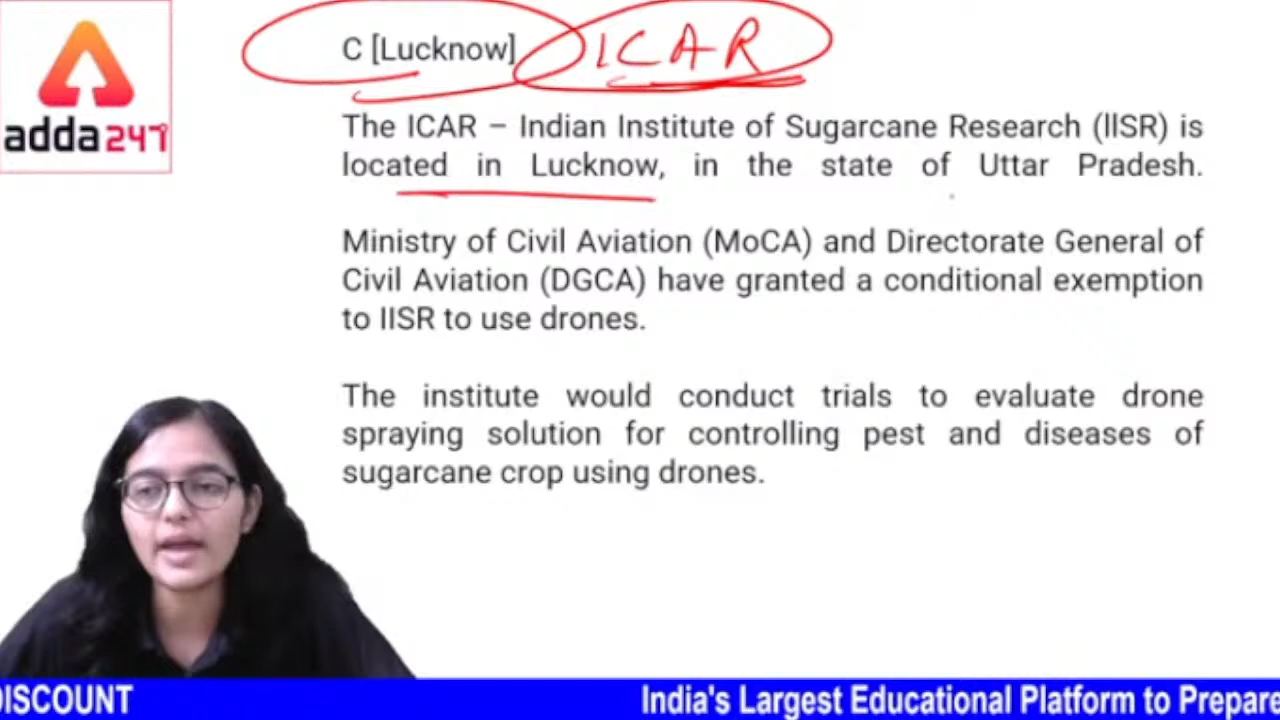 adda247
C [Lucknow] ICAR
The ICAR – Indian Institute of Sugarcane Research (lISR) is
located in Lucknow, in the state of Uttar Pradesh.
Ministry of Civil Aviation (MoCA) and Directorate General of
Civil Aviation (DGCA) have granted a conditional exemption
to IISR to use drones.
The institute would conduct trials to evaluate drone
spraying solution for controlling pest and diseases of
sugarcane crop using drones.
DISCOUNT India's Largest Educational Platform to Prepare